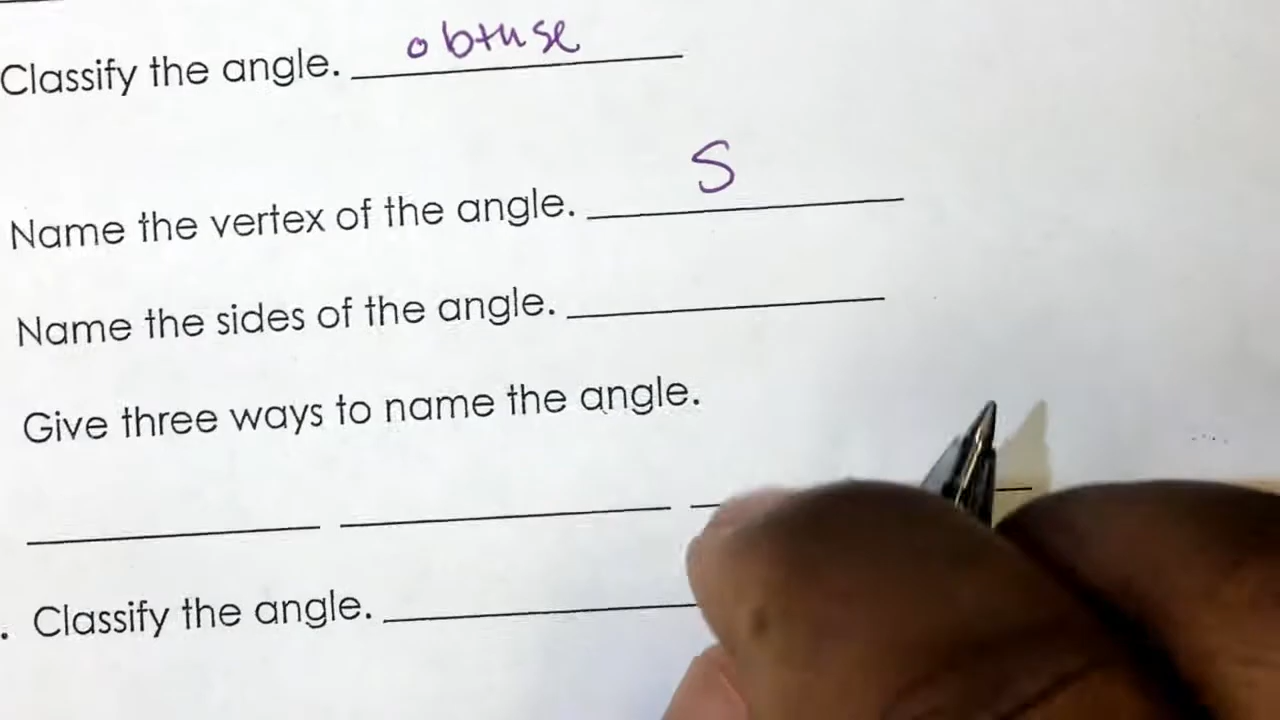 Classify the angle. obtuse
Name the vertex of the angle. S
Name the sides of the angle.
Give three ways to name the angle.
. Classify the angle.